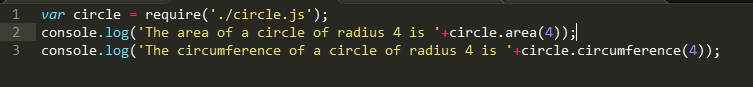 1 var circle = require('./circle.js');
2 console.log('The area of a circle of radius 4 is '+circle.area(4));
3 console.log('The circumference of a circle of radius 4 is '+circle.circumference(4));